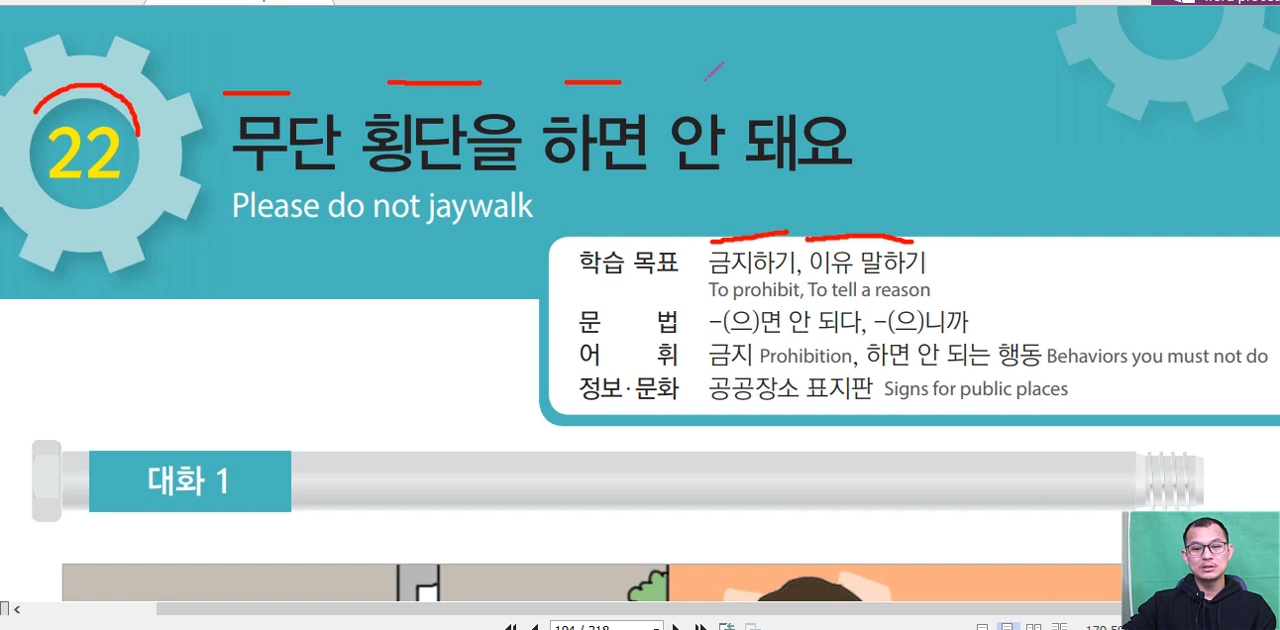 22
무단 횡단을 하면 안 돼요
Please do not jaywalk
학습 목표 금지하기, 이유 말하기
To prohibit, To tell a reason
문 법 -(으)면 안 되다, -(으)니까
어 휘 금지 Prohibition, 하면 안 되는 행동 Behaviors you must not do
정보·문화 공공장소 표지판 Signs for public places
대화 1